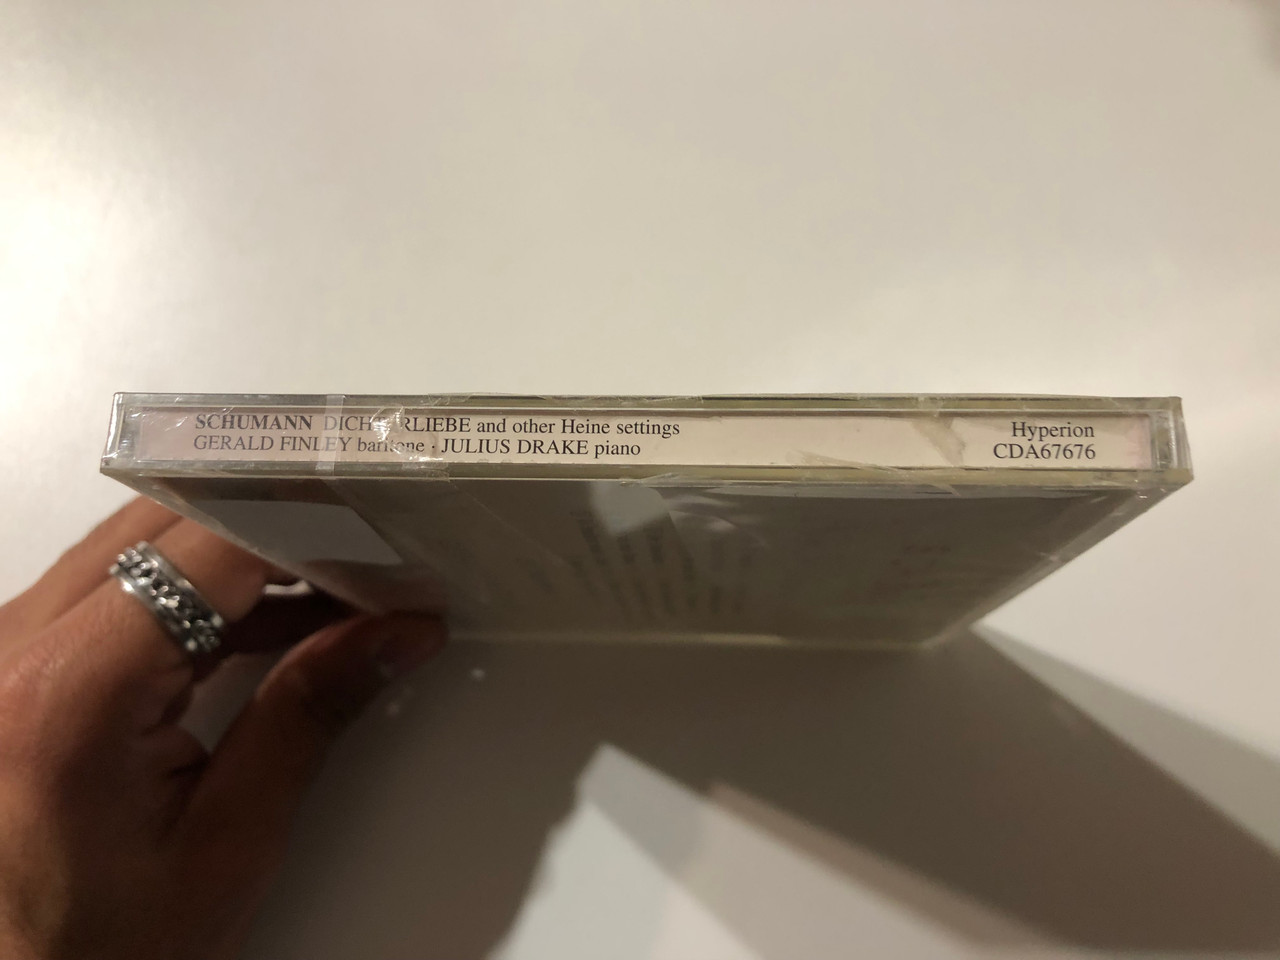 SCHUMANN DICHTERLIEBE and other Heine settings
GERALD FINLEY baritone · JULIUS DRAKE piano
Hyperion
CDA67676